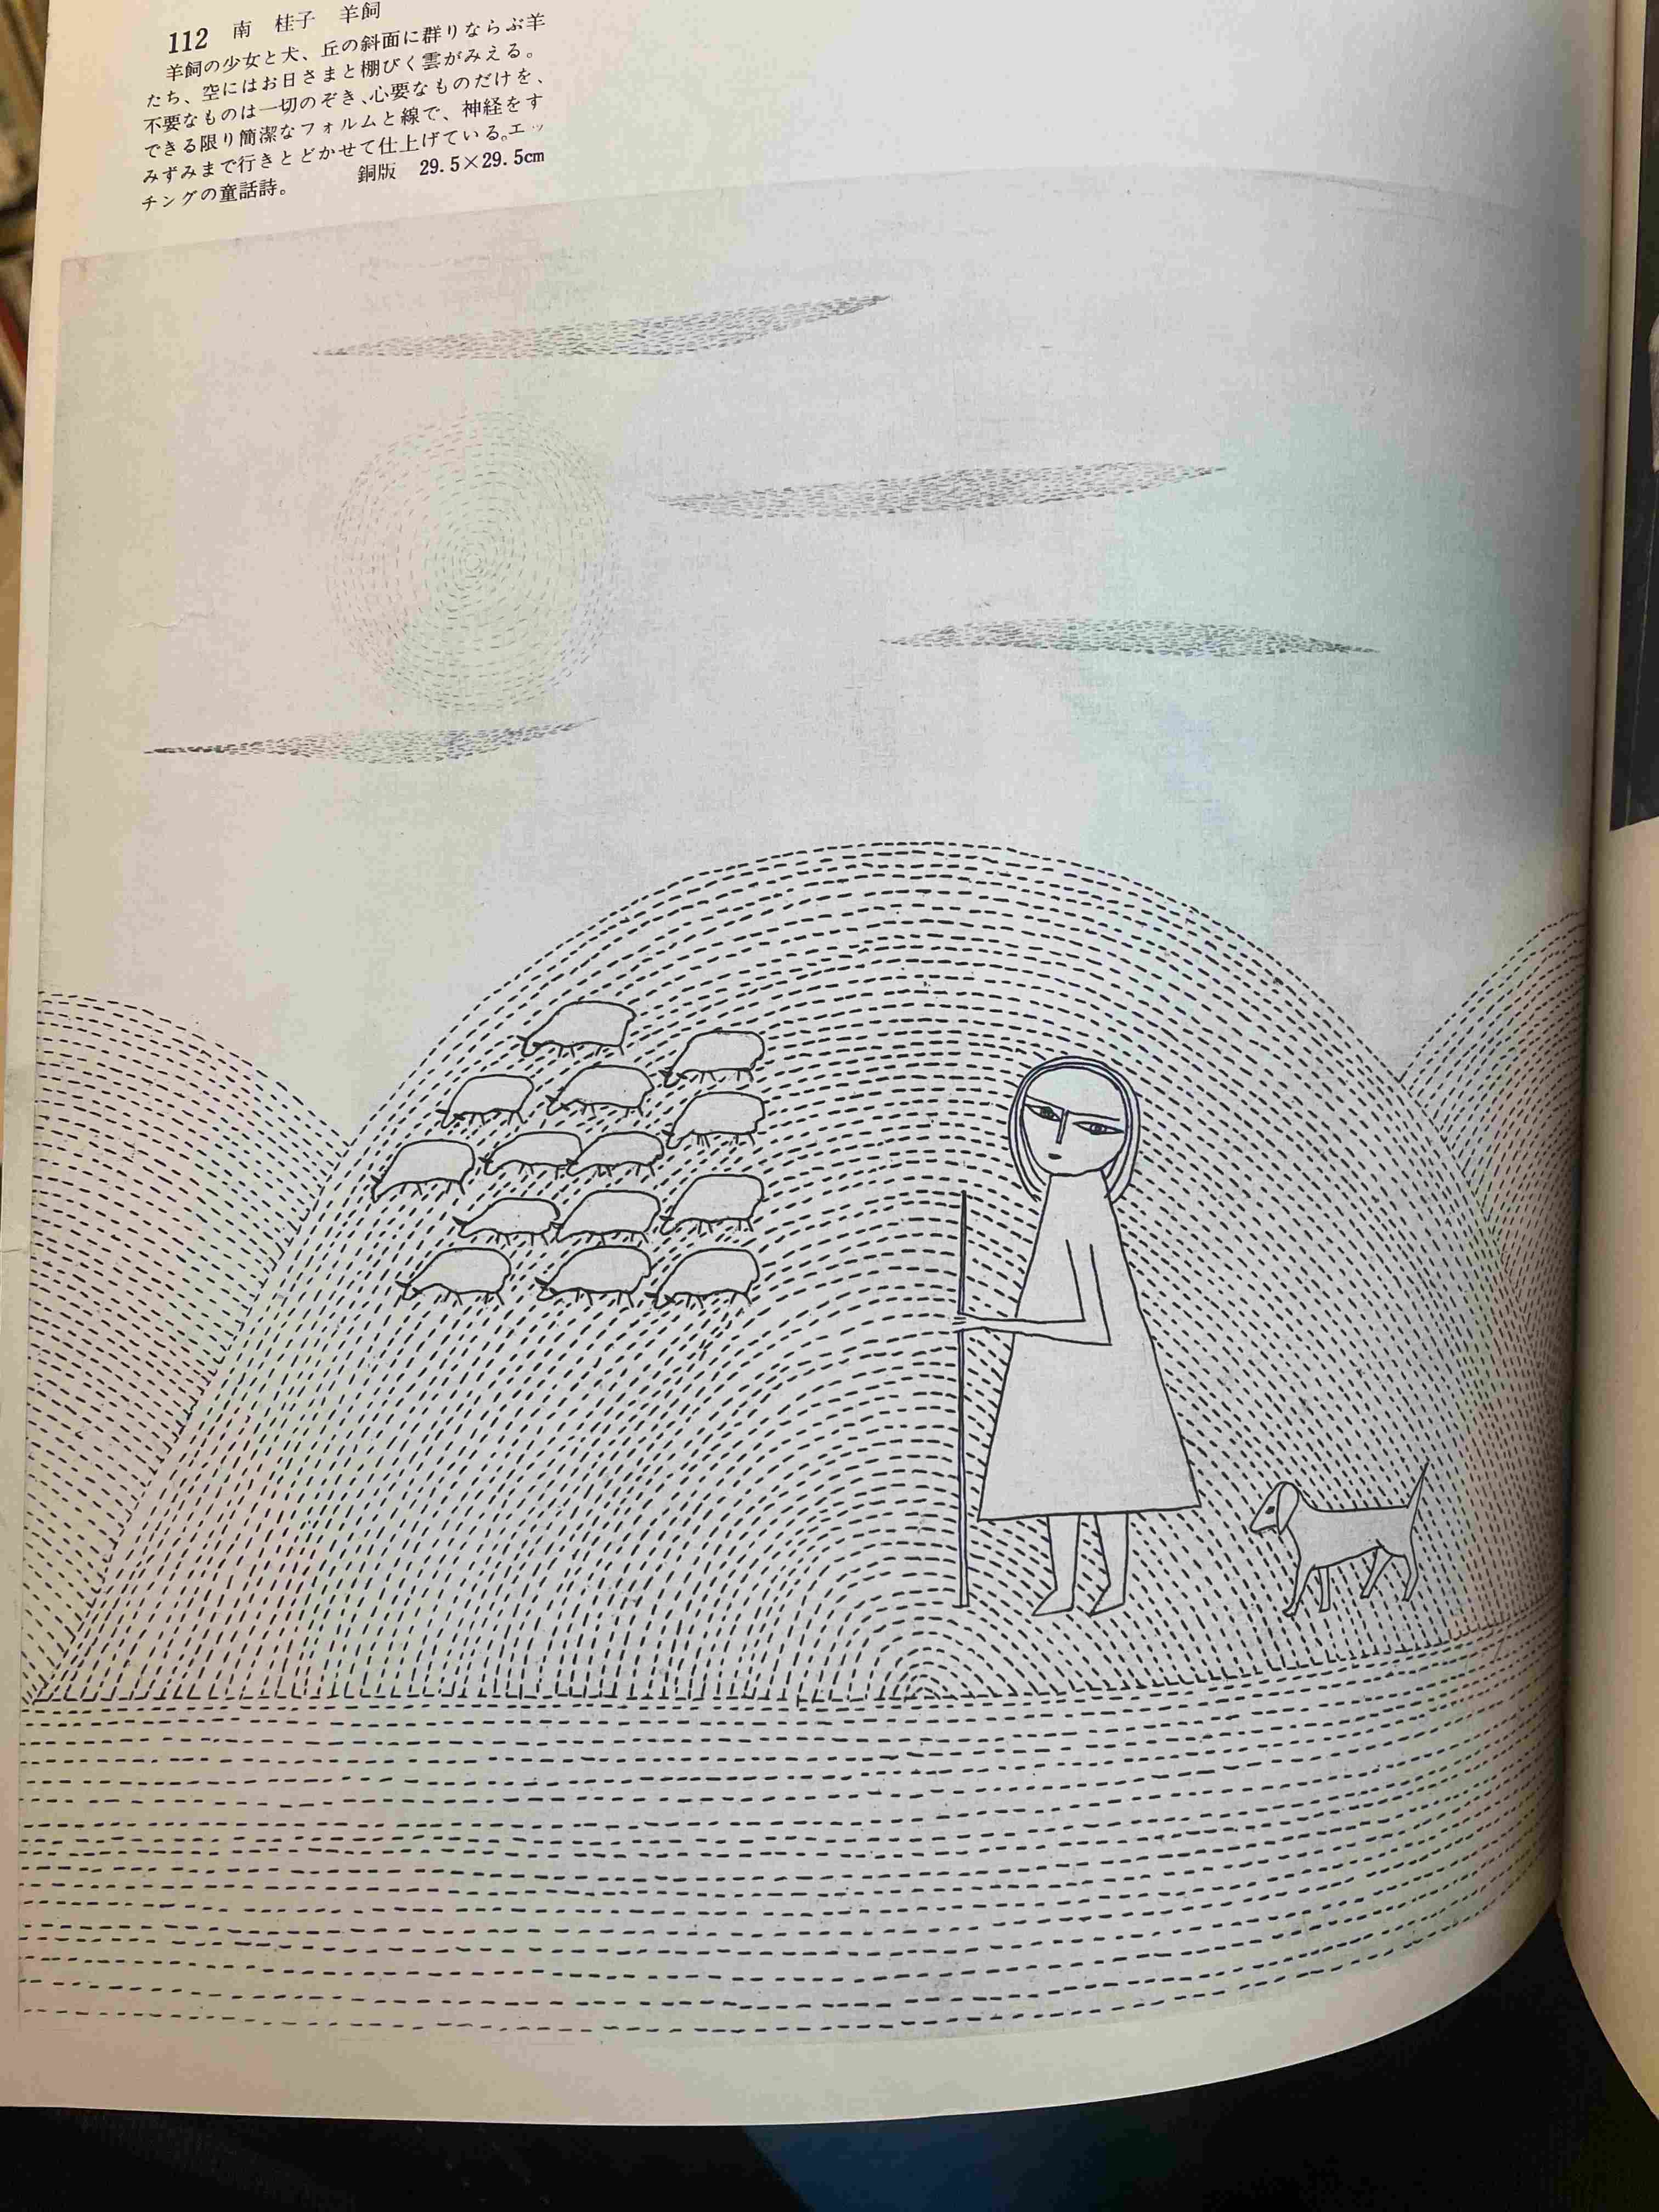 112　南　桂子　羊飼
羊飼の少女と犬、丘の斜面に群りならぶ羊
たち、空にはお日さまと棚びく雲がみえる。
不要なものは一切のぞき、心要なものだけを、
できる限り簡潔なフォルムと線で、神経をす
みずみまで行きとどかせて仕上げている。エッ
チングの童話詩。　　　銅版　29.5×29.5cm